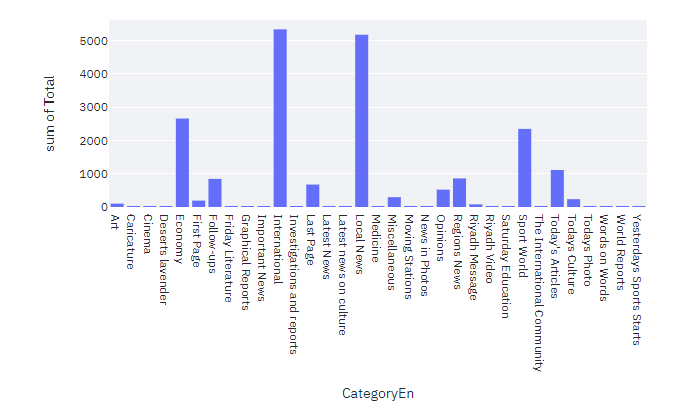 sum of Total
5000
4000
3000
2000
1000
0
Art
Caricature
Cinema
Deserts lavender
Economy
First Page
Follow-ups
Friday Literature
Graphical Reports
Important News
International
Investigations and reports
Last Page
Latest News
Latest news on culture
Local News
Medicine
Miscellaneous
Moving Stations
News in Photos
Opinions
Regions News
Riyadh Message
Riyadh Video
Saturday Education
Sport World
The International Community
Today's Articles
Todays Culture
Todays Photo
Words on Words
World Reports
Yesterdays Sports Starts
CategoryEn